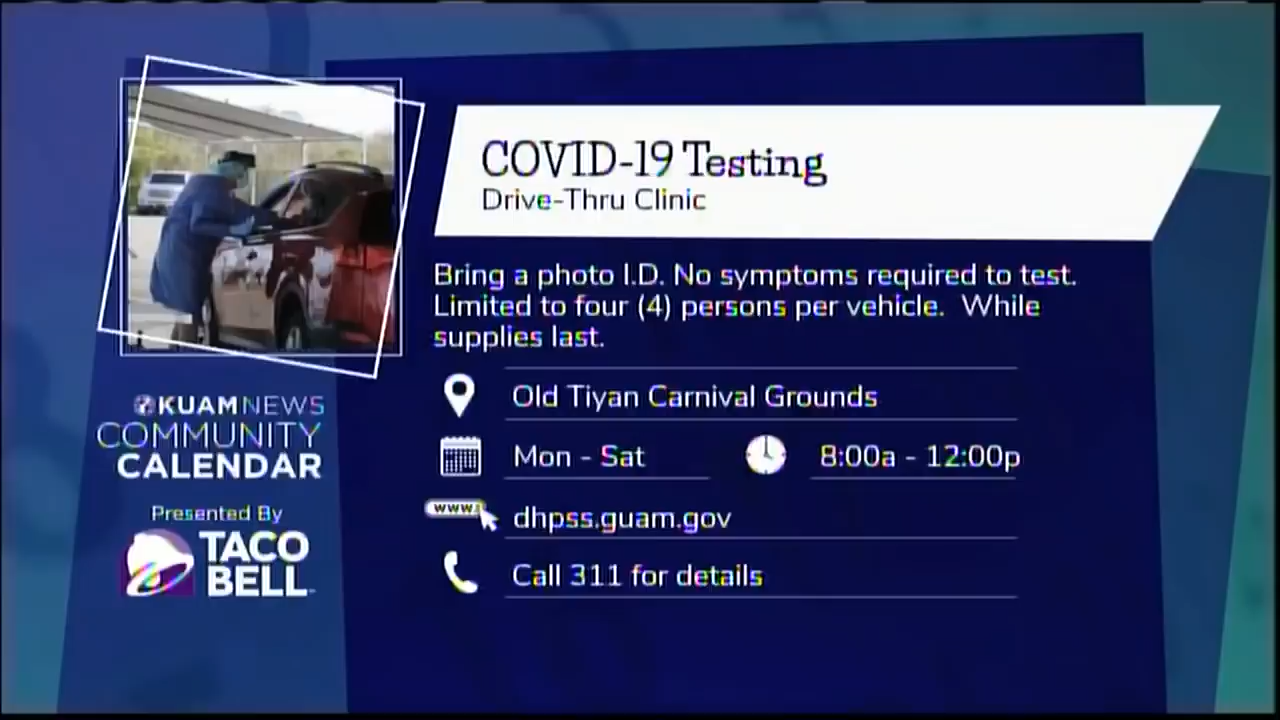 COVID-19 Testing
Drive-Thru Clinic
Bring a photo I.D. No symptoms required to test.
Limited to four (4) persons per vehicle. While
supplies last.
Old Tiyan Carnival Grounds
Mon - Sat
8:00a - 12:00p
www.
dhpss.guam.gov
Call 311 for details
KUAMNEWS
COMMUNITY
CALENDAR
Presented By
TACO
BELL